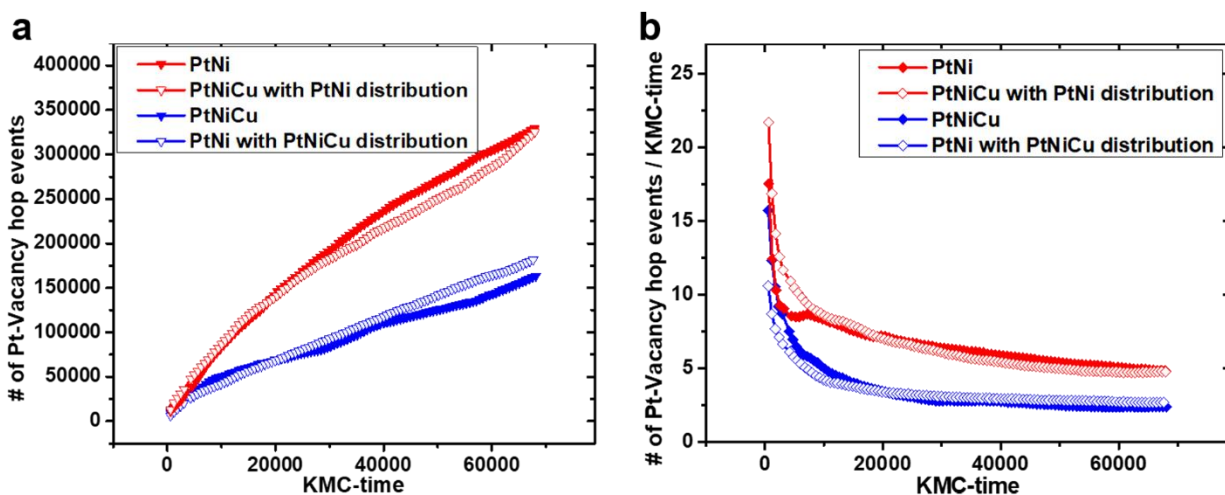 a
# of Pt-Vacancy hop events
400000
350000
300000
250000
200000
150000
100000
50000
0
PtNi
PtNiCu with PtNi distribution
PtNiCu
PtNi with PtNiCu distribution
0 20000 40000 60000
KMC-time
b
# of Pt-Vacancy hop events / KMC-time
25
20
15
10
5
0
PtNi
PtNiCu with PtNi distribution
PtNiCu
PtNi with PtNiCu distribution
0 20000 40000 60000
KMC-time